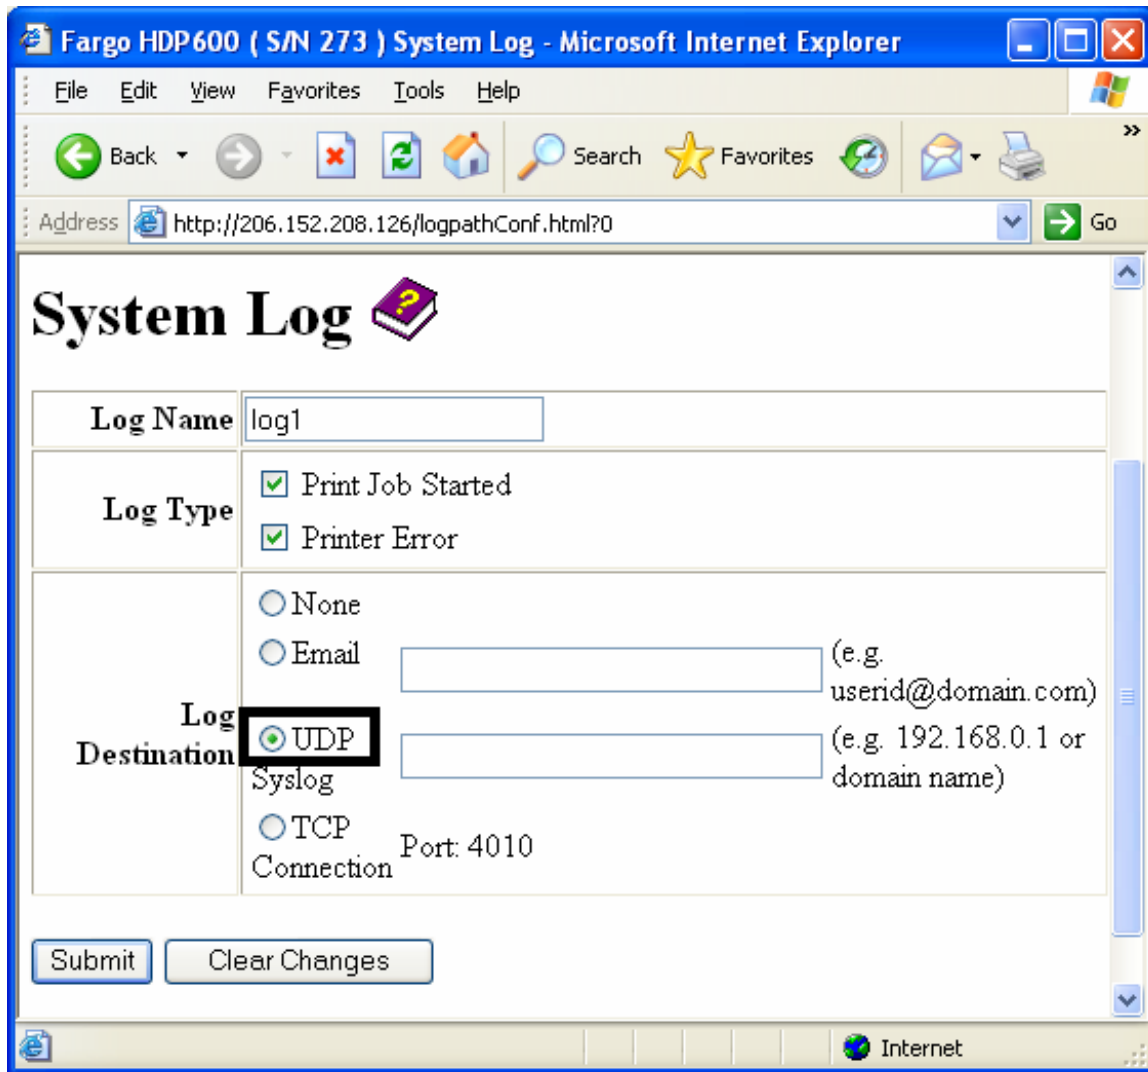 Fargo HDP600 ( S/N 273 ) System Log - Microsoft Internet Explorer
File Edit View Favorites Tools Help
Back Search Favorites »
Address http://206.152.208.126/logpathConf.html?0 Go
System Log ?
Log Name log1
Log Type
Print Job Started
Printer Error
Log Destination
None
Email (e.g. userid@domain.com)
UDP Syslog (e.g. 192.168.0.1 or domain name)
TCP Connection Port: 4010
Submit Clear Changes
Internet